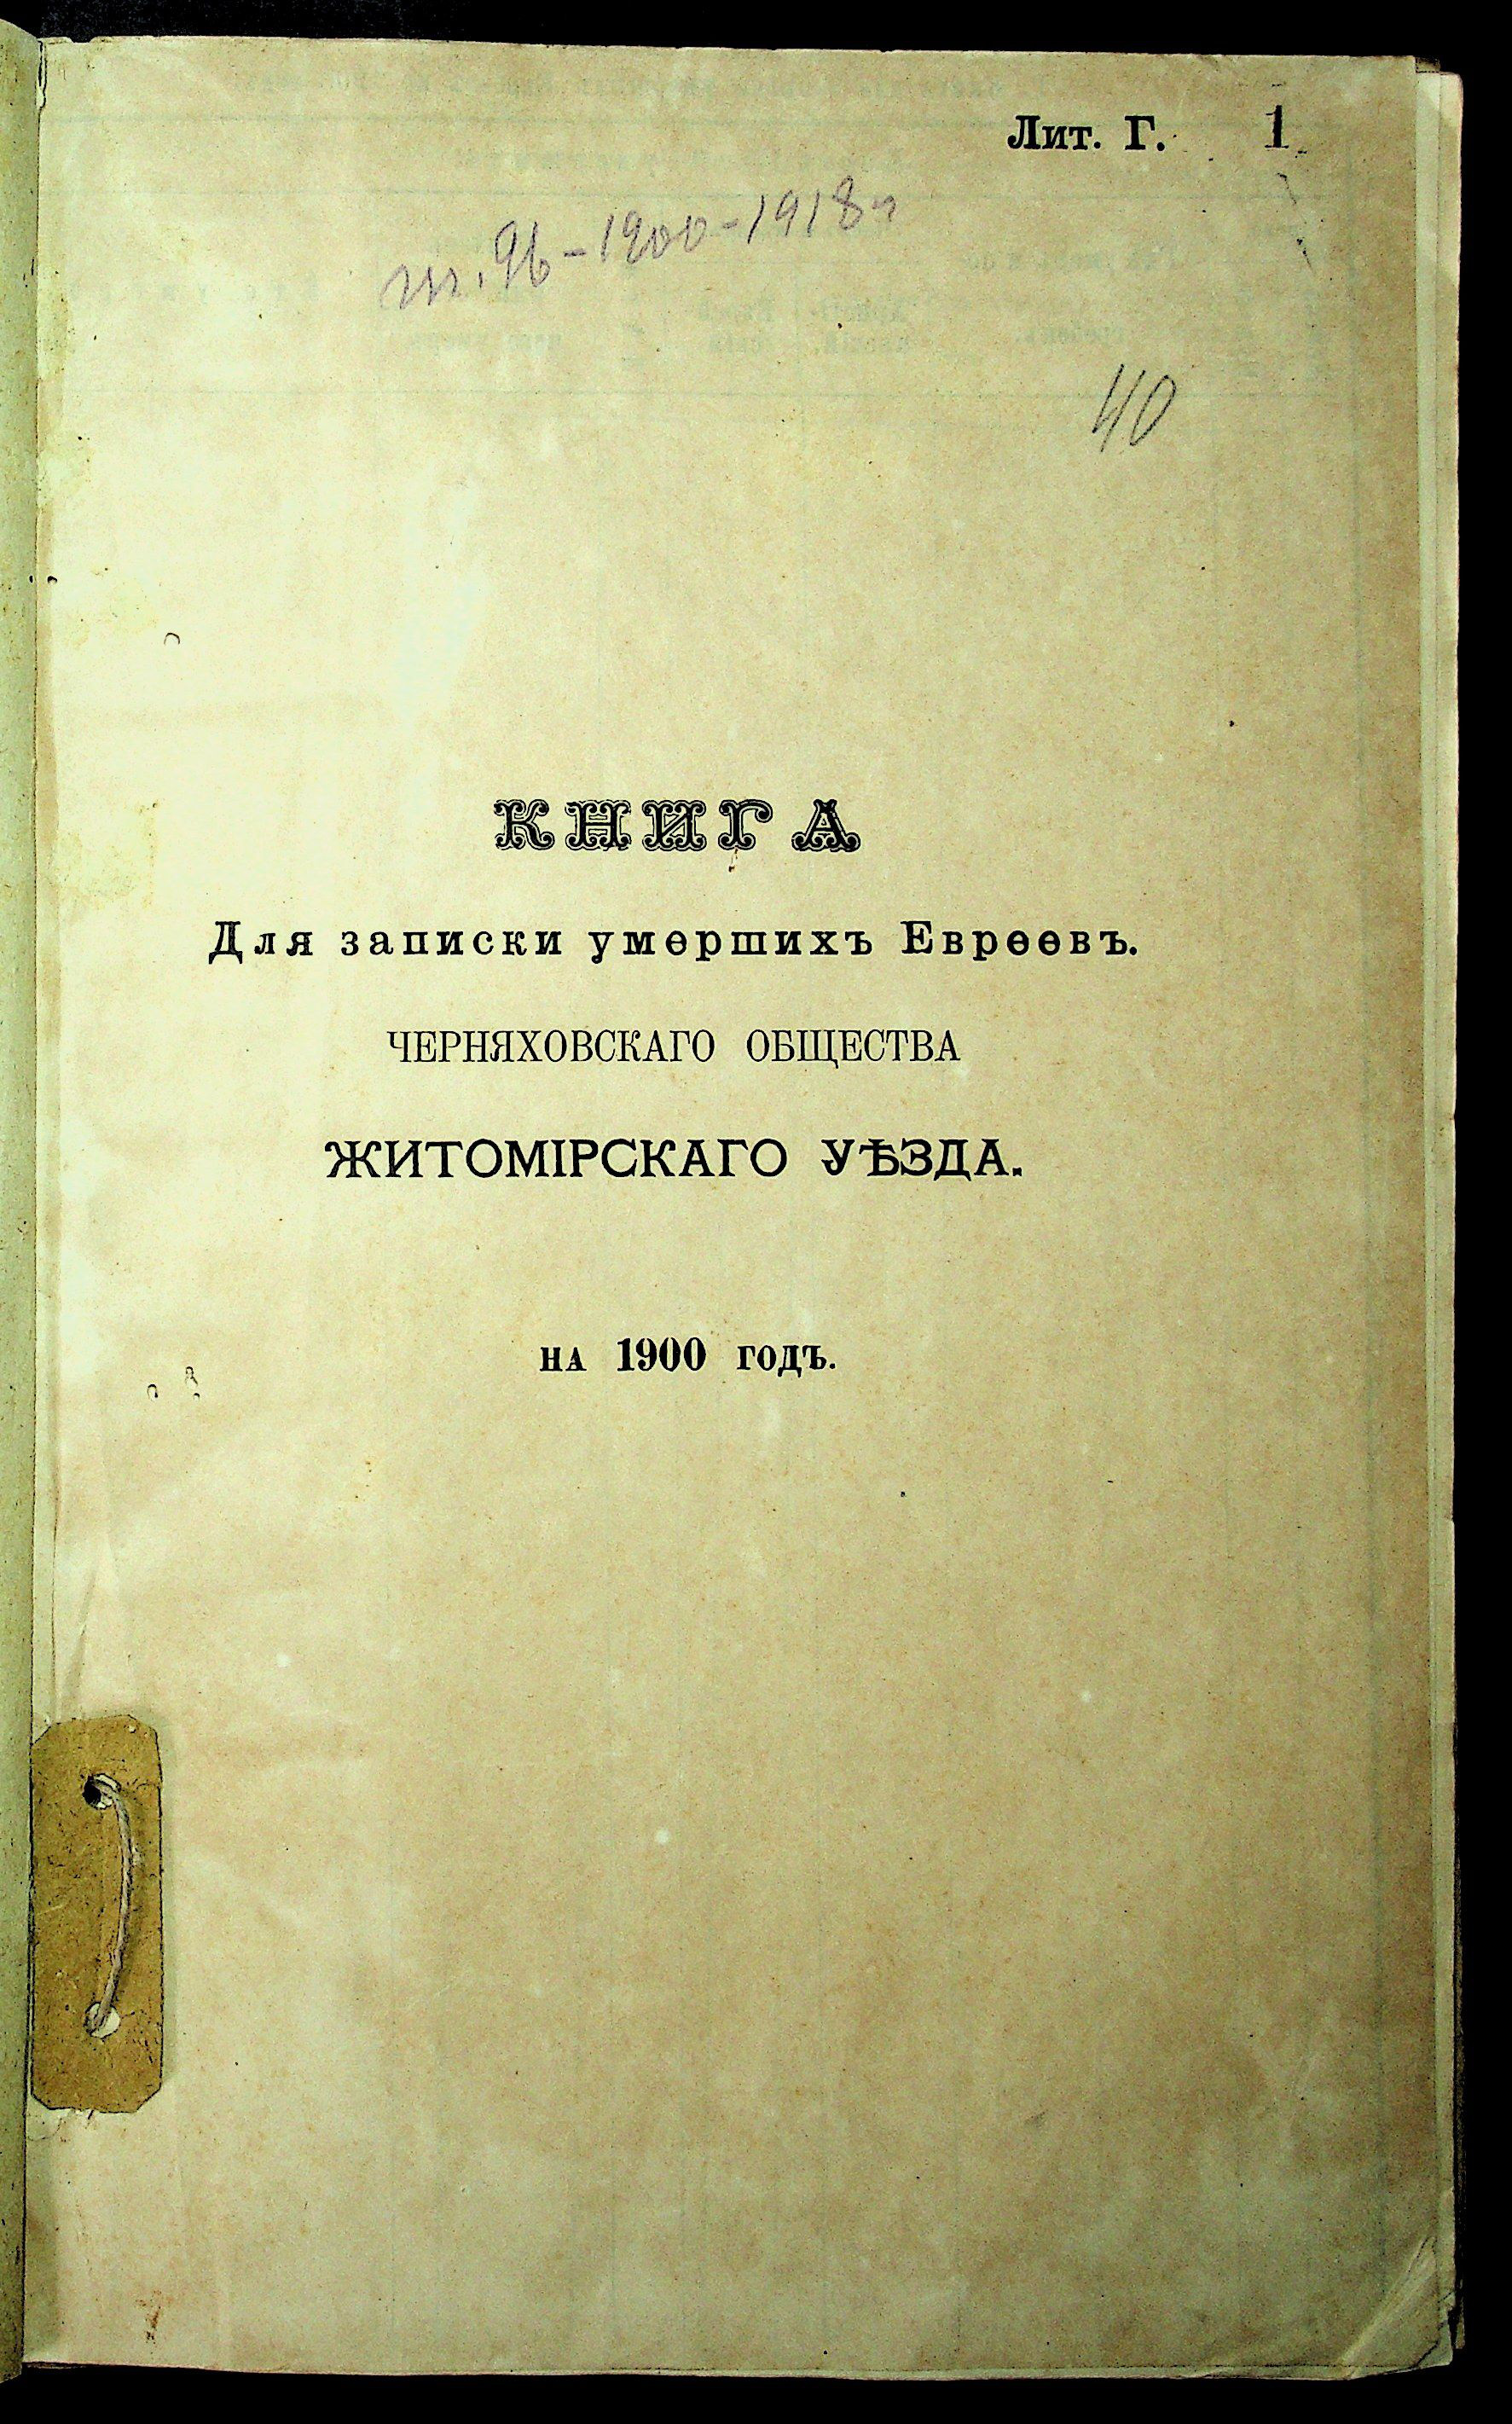 Лит. Г. 1
96-1900-1918
40
КНИГА
Для записки умершихъ Евреевъ.
ЧЕРНЯХОВСКАГО ОБЩЕСТВА
ЖИТОМІРСКАГО УѢЗДА.
НА 1900 ГОДЪ.